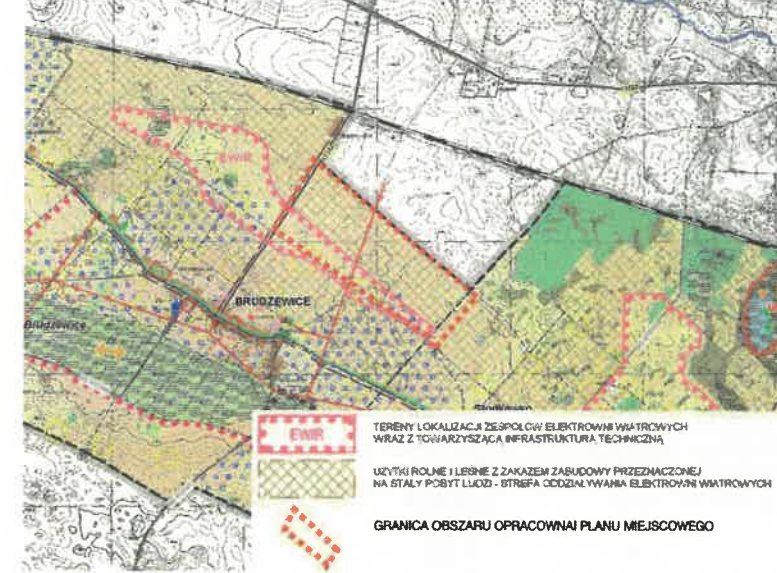 EWIR
BRUDZEWICE
Brudzewice
EWIR
TERENY LOKALIZACJI ZESPOŁÓW ELEKTROWNI WIATROWYCH
WRAZ Z TOWARZYSZĄCĄ INFRASTRUKTURĄ TECHNICZNĄ
UŻYTKI ROLNE I LEŚNE Z ZAKAZEM ZABUDOWY PRZEZNACZONEJ
NA STAŁY POBYT LUDZI - STREFA ODDZIAŁYWANIA ELEKTROWNI WIATROWYCH
GRANICA OBSZARU OPRACOWNAI PLANU MIEJSCOWEGO